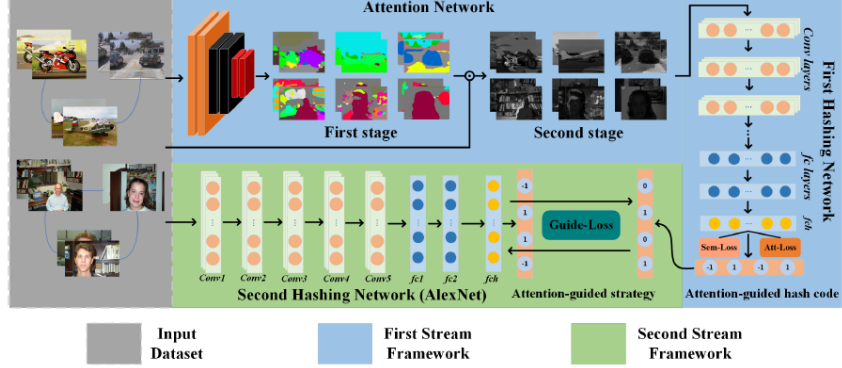 Attention Network
First stage
Second stage
Conv layers
fc layers
fch
First Hashing Network
Sem-Loss
Att-Loss
-1 1 -1 1
Attention-guided hash code
Conv1
Conv2
Conv3
Conv4
Conv5
fc1
fc2
fch
-1
1
1
-1
Guide-Loss
0
1
0
1
Second Hashing Network (AlexNet)
Attention-guided strategy
Input
Dataset
First Stream
Framework
Second Stream
Framework